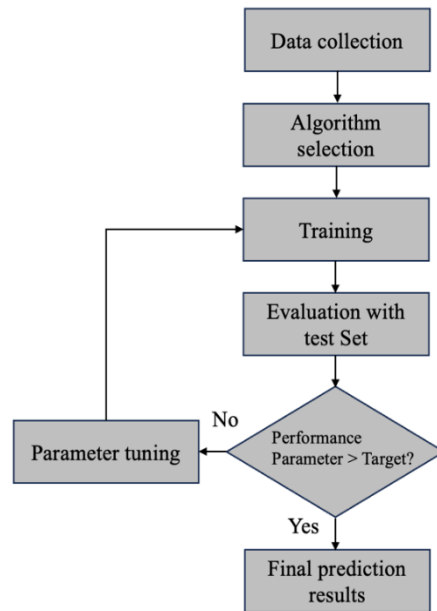 Data collection
Algorithm
selection
Training
Evaluation with
test Set
No
Performance
Parameter > Target?
Parameter tuning
Yes
Final prediction
results